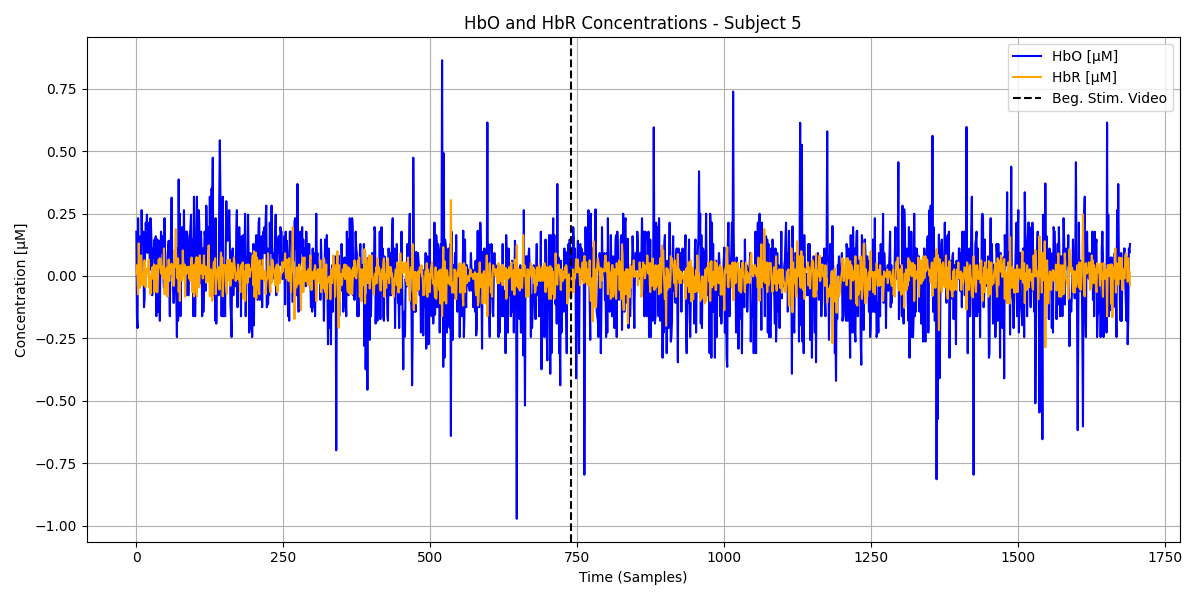 HbO and HbR Concentrations - Subject 5
HbO [µM]
HbR [µM]
Beg. Stim. Video
Concentration [µM]
0.75
0.50
0.25
0.00
−0.25
−0.50
−0.75
−1.00
0 250 500 750 1000 1250 1500 1750
Time (Samples)